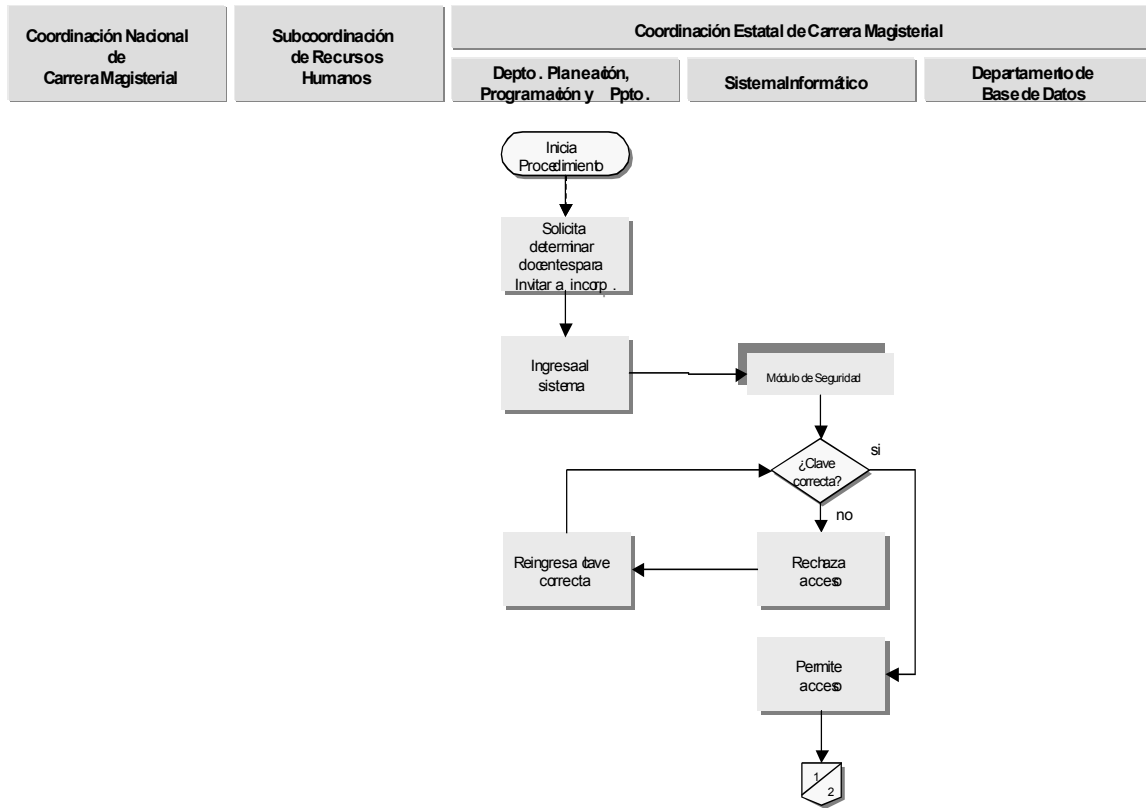 Coordinación Nacional
de
Carrera Magisterial
Subcoordinación
de Recursos
Humanos
Coordinación Estatal de Carrera Magisterial
Depto. Planeación,
Programación y Ppto.
Sistema Informático
Departamento de
Base de Datos
Inicia
Procedimiento
Solicita
determinar
docentes para
Invitar a incorp.
Ingresa al
sistema
Módulo de Seguridad
¿Clave
correcta?
si
no
Reingresa clave
correcta
Rechaza
acceso
Permite
acceso
1
2